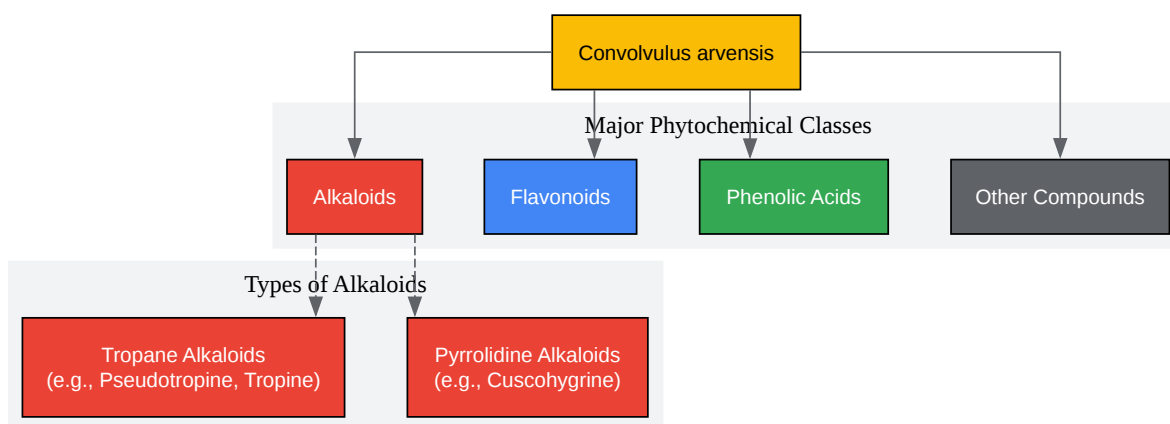 Convolvulus arvensis
Major Phytochemical Classes
Alkaloids
Flavonoids
Phenolic Acids
Other Compounds
Types of Alkaloids
Tropane Alkaloids
(e.g., Pseudotropine, Tropine)
Pyrrolidine Alkaloids
(e.g., Cuscohygrine)